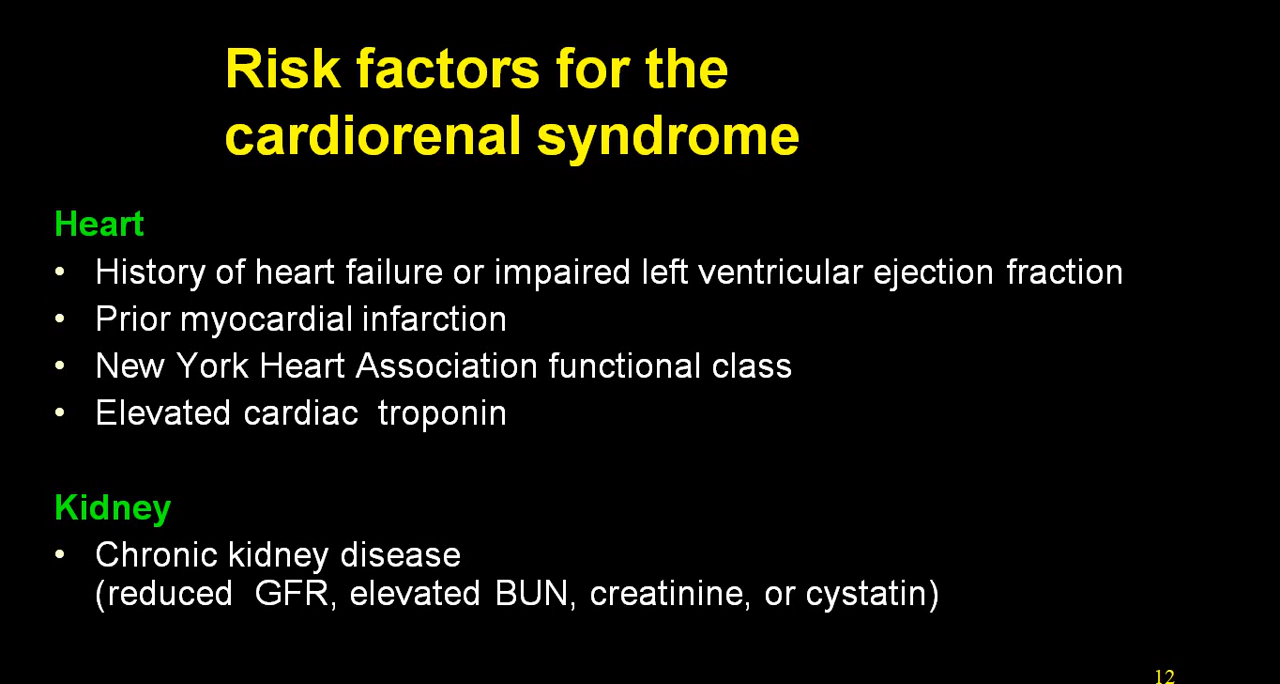 Risk factors for the
cardiorenal syndrome
Heart
• History of heart failure or impaired left ventricular ejection fraction
• Prior myocardial infarction
• New York Heart Association functional class
• Elevated cardiac  troponin
Kidney
• Chronic kidney disease
(reduced  GFR, elevated BUN, creatinine, or cystatin)
12